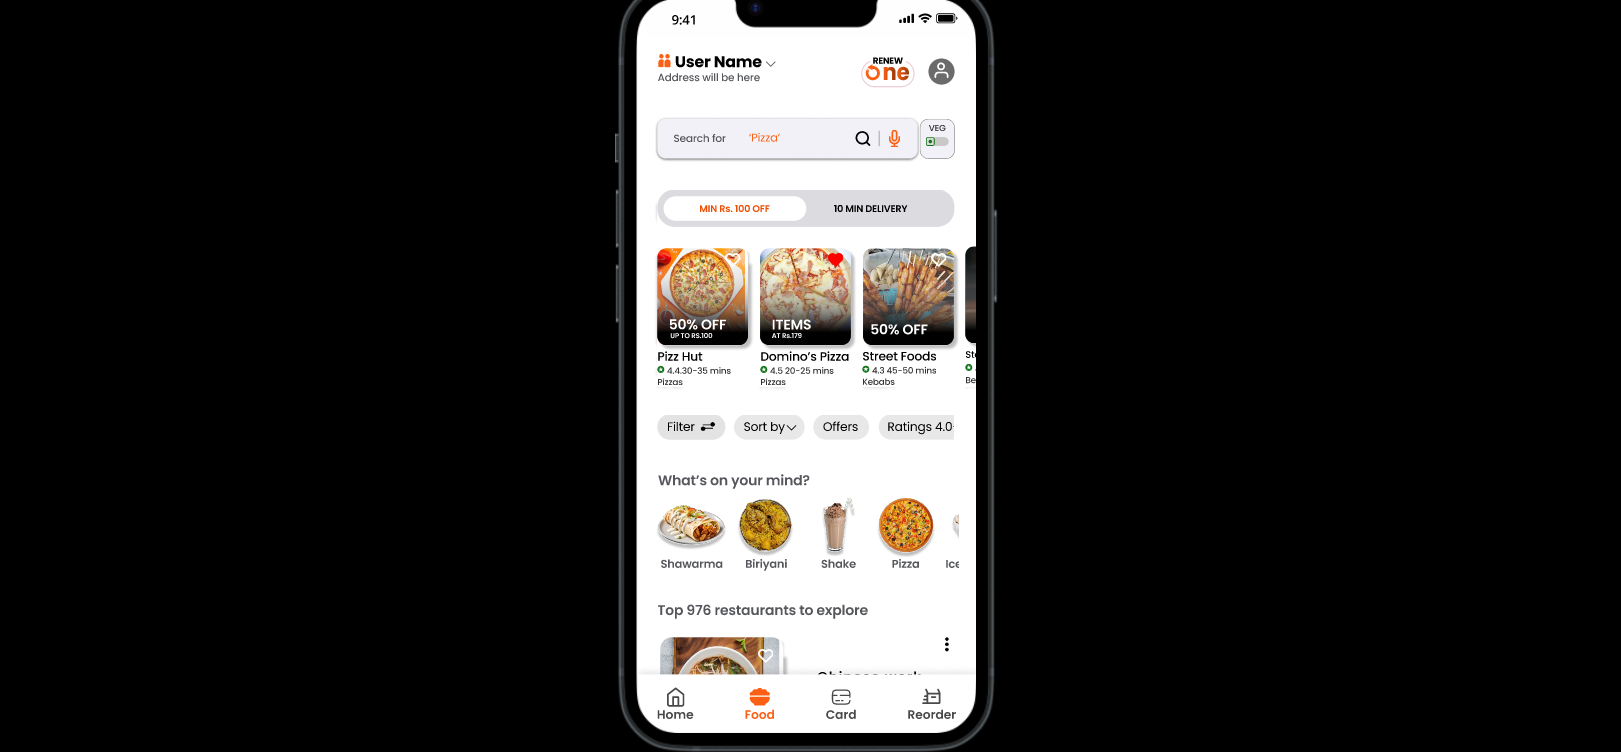 9:41
User Name
Address will be here
RENEW
One
Search for 'Pizza'
VEG
MIN Rs. 100 OFF
10 MIN DELIVERY
50% OFF
UP TO RS.100
ITEMS
AT Rs.179
50% OFF
Pizz Hut
4.4.30-35 mins
Pizzas
Domino's Pizza
4.5 20-25 mins
Pizzas
Street Foods
4.3 45-50 mins
Kebabs
Filter
Sort by
Offers
Ratings 4.0
What's on your mind?
Shawarma
Biriyani
Shake
Pizza
Ice
Top 976 restaurants to explore
Home
Food
Card
Reorder